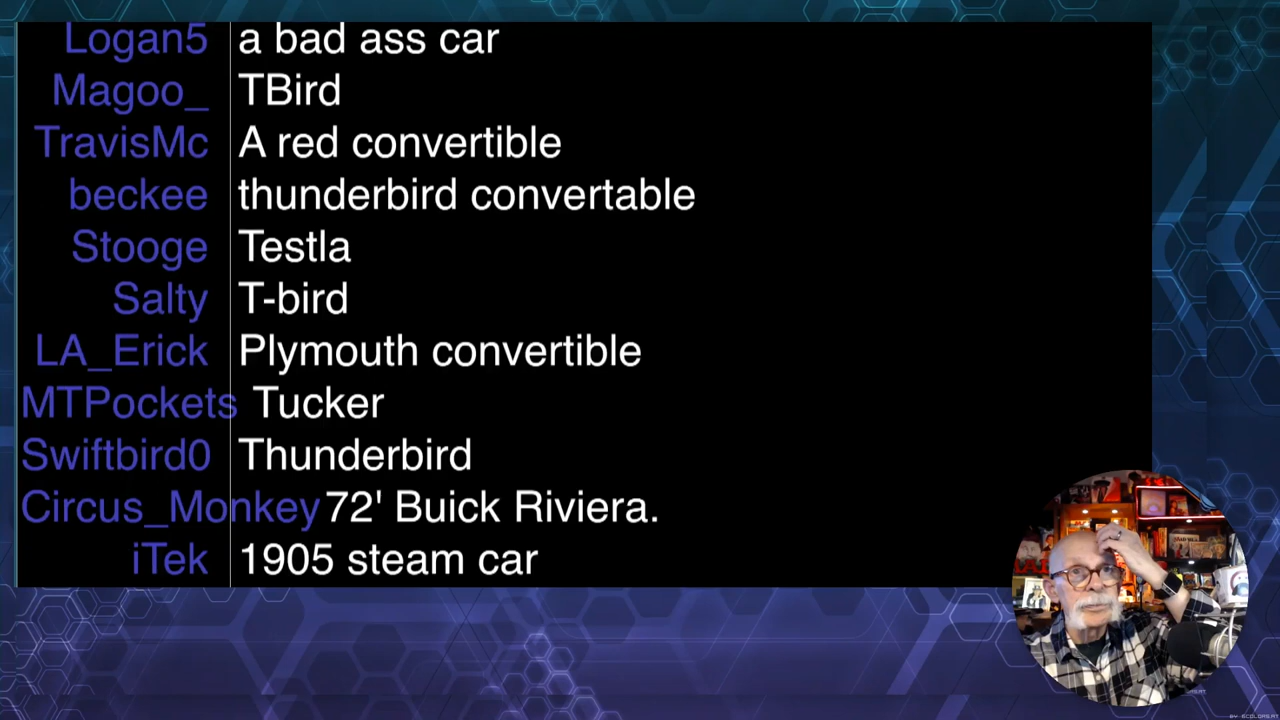 Logan5 a bad ass car
Magoo_ TBird
TravisMc A red convertible
beckee thunderbird convertable
Stooge Testla
Salty T-bird
LA_Erick Plymouth convertible
MTPockets Tucker
Swiftbird0 Thunderbird
Circus_Monkey 72' Buick Riviera.
iTek 1905 steam car